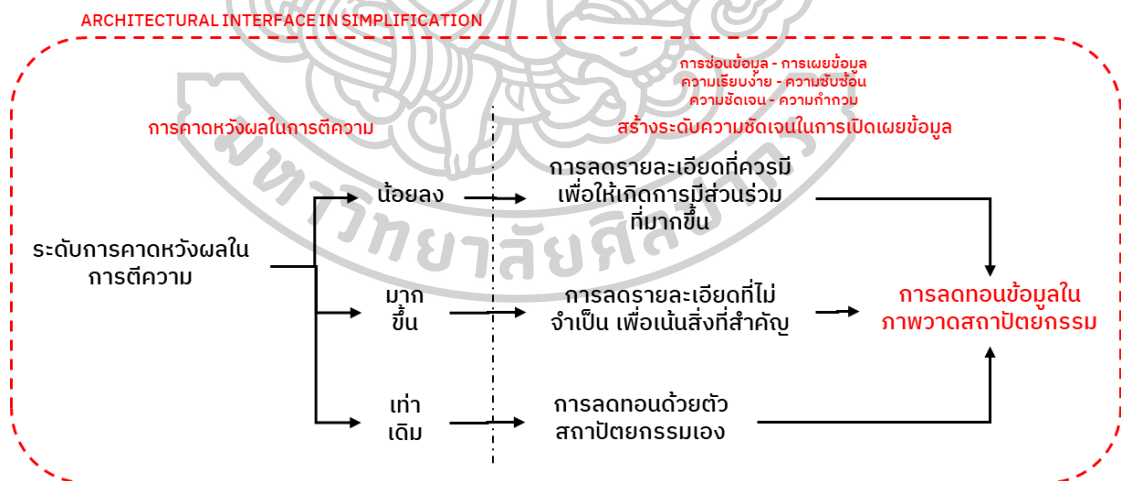 ARCHITECTURAL INTERFACE IN SIMPLIFICATION
การซ่อนข้อมูล - การเผยข้อมูล
ความเรียบง่าย - ความซับซ้อน
ความชัดเจน - ความกำกวม
การคาดหวังผลในการตีความ
สร้างระดับความชัดเจนในการเปิดเผยข้อมูล
ระดับการคาดหวังผลใน
การตีความ
น้อยลง
การลดรายละเอียดที่ควรมี
เพื่อให้เกิดการมีส่วนร่วม
ที่มากขึ้น
มาก
ขึ้น
การลดรายละเอียดที่ไม่
จำเป็น เพื่อเน้นสิ่งที่สำคัญ
เท่า
เดิม
การลดทอนด้วยตัว
สถาปัตยกรรมเอง
การลดทอนข้อมูลใน
ภาพวาดสถาปัตยกรรม
มหาวิทยาลัยศิลปากร